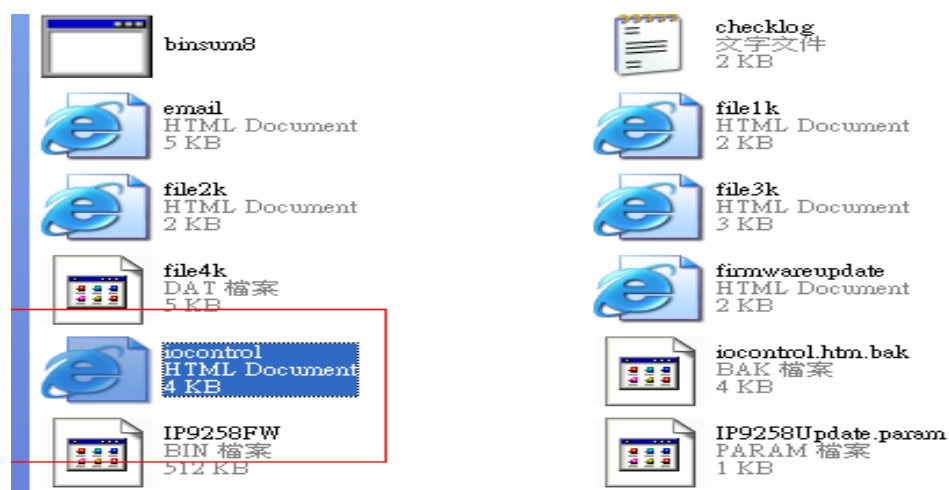 binsum8
checklog
文字文件
2 KB
email
HTML Document
5 KB
file1k
HTML Document
2 KB
file2k
HTML Document
2 KB
file3k
HTML Document
3 KB
file4k
DAT 檔案
5 KB
firmwareupdate
HTML Document
2 KB
iocontrol
HTML Document
4 KB
iocontrol.htm.bak
BAK 檔案
4 KB
IP9258FW
BIN 檔案
512 KB
IP9258Update.param
PARAM 檔案
1 KB